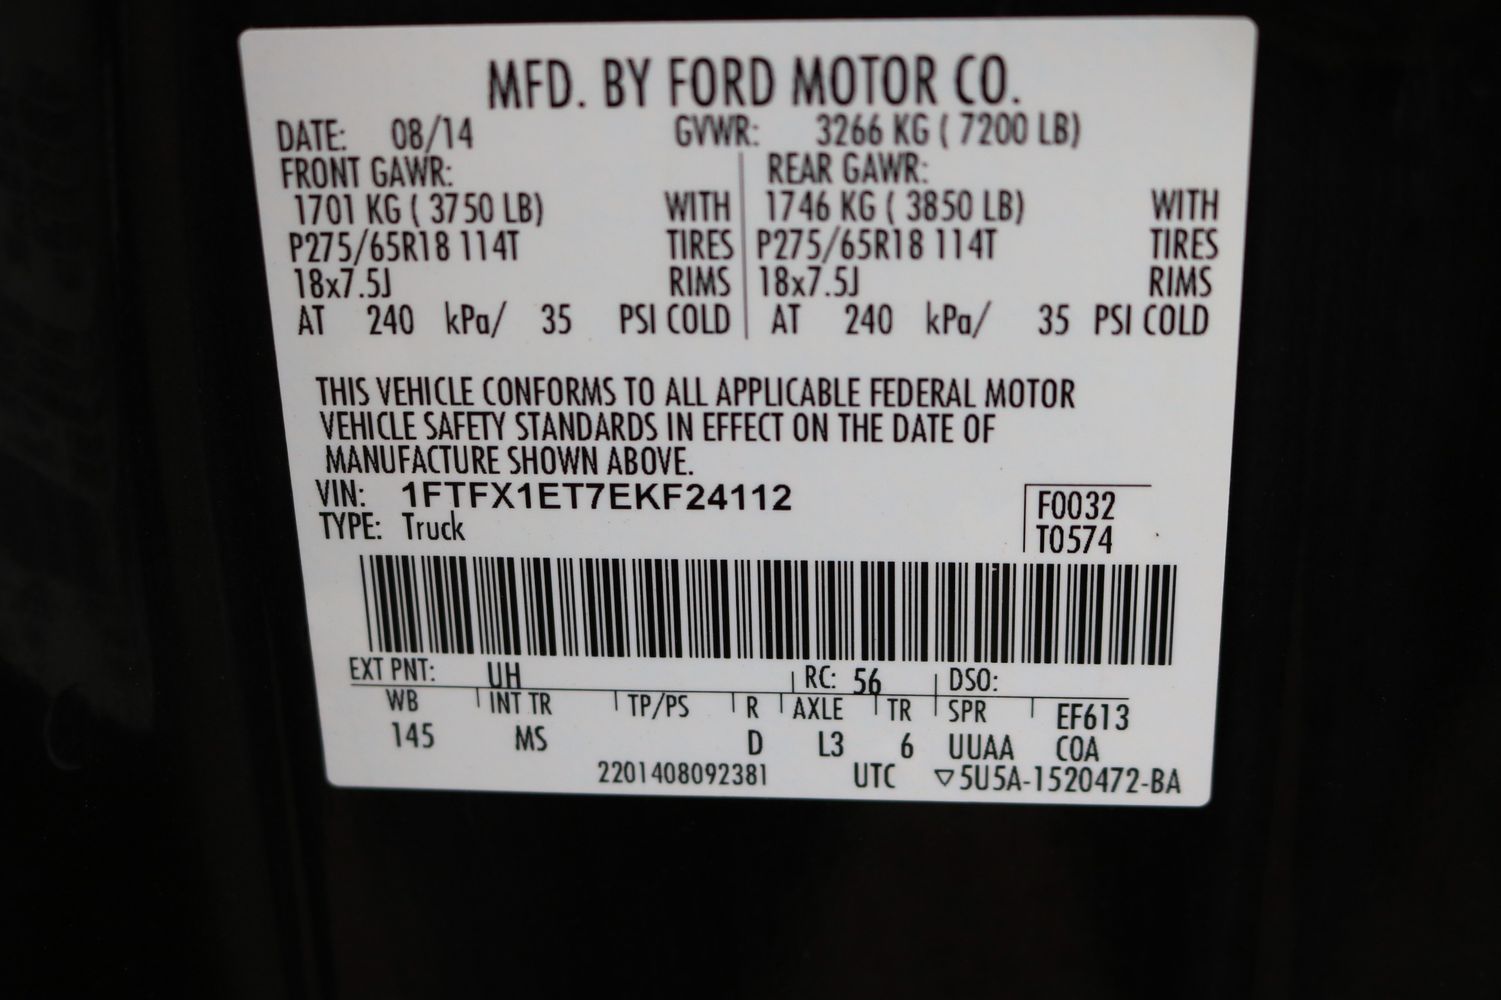 MFD. BY FORD MOTOR CO.
DATE: 08/14 GVWR: 3266 KG ( 7200 LB)
FRONT GAWR: REAR GAWR:
1701 KG ( 3750 LB) WITH 1746 KG ( 3850 LB) WITH
P275/65R18 114T TIRES P275/65R18 114T TIRES
18x7.5J RIMS 18x7.5J RIMS
AT 240 kPa/ 35 PSI COLD AT 240 kPa/ 35 PSI COLD
THIS VEHICLE CONFORMS TO ALL APPLICABLE FEDERAL MOTOR
VEHICLE SAFETY STANDARDS IN EFFECT ON THE DATE OF
MANUFACTURE SHOWN ABOVE.
VIN: 1FTFX1ET7EKF24112 F0032
TYPE: Truck T0574
EXT PNT: UH RC: 56 DSO:
WB INT TR TP/PS R AXLE TR SPR EF613
145 MS D L3 6 UUAA COA
2201408092381 UTC ▽5U5A-1520472-BA